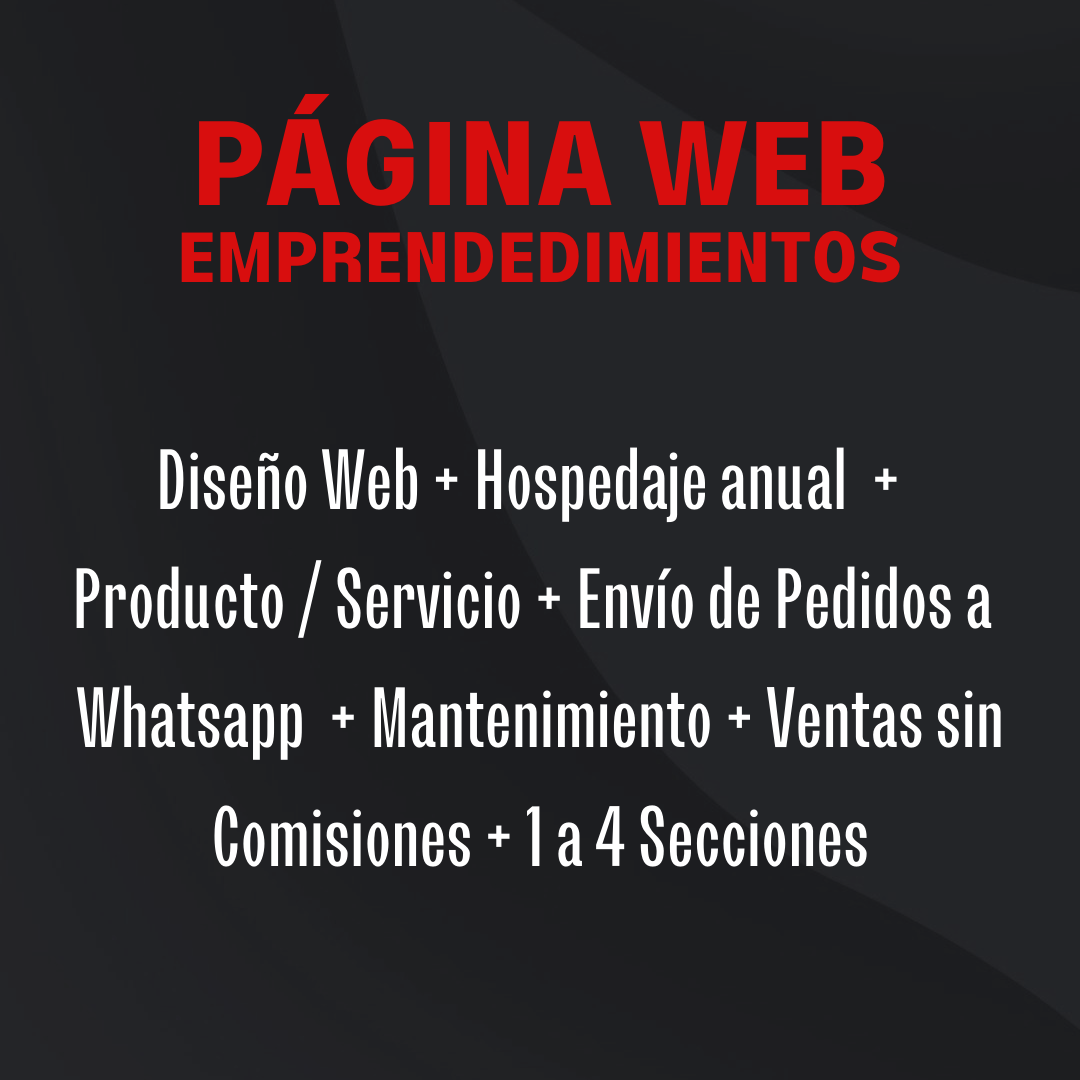 PÁGINA WEB
EMPRENDEDIMIENTOS
Diseño Web + Hospedaje anual +
Producto / Servicio + Envío de Pedidos a
Whatsapp + Mantenimiento + Ventas sin
Comisiones + 1 a 4 Secciones